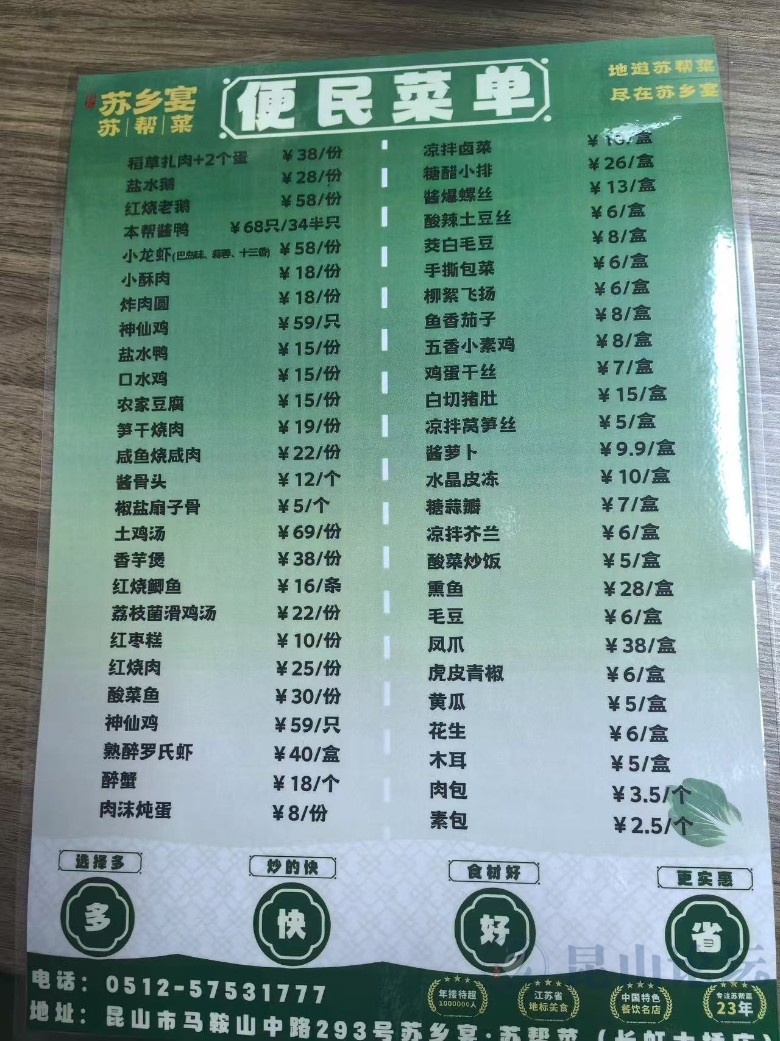 苏乡宴
苏|帮|菜
便民菜单
地道苏帮菜
尽在苏乡宴
稻草扎肉+2个蛋 ¥38/份
盐水鹅 ¥28/份
红烧老鹅 ¥58/份
本帮酱鸭 ¥68只/34半只
小龙虾 ¥58/份
小酥肉 ¥18/份
炸肉圆 ¥18/份
神仙鸡 ¥59/只
盐水鸭 ¥15/份
口水鸡 ¥15/份
农家豆腐 ¥15/份
笋干烧肉 ¥19/份
咸鱼烧咸肉 ¥22/份
酱骨头 ¥12/个
椒盐扇子骨 ¥5/个
土鸡汤 ¥69/份
香芋煲 ¥38/份
红烧鲫鱼 ¥16/条
荔枝菌滑鸡汤 ¥22/份
红枣糕 ¥10/份
红烧肉 ¥25/份
酸菜鱼 ¥30/份
神仙鸡 ¥59/只
熟醉罗氏虾 ¥40/盒
醉蟹 ¥18/个
肉沫炖蛋 ¥8/份
凉拌卤菜 /盒
糖醋小排 ¥26/盒
酱爆螺丝 ¥13/盒
酸辣土豆丝 ¥6/盒
茭白毛豆 ¥8/盒
手撕包菜 ¥6/盒
柳絮飞扬 ¥6/盒
鱼香茄子 ¥8/盒
五香小素鸡 ¥8/盒
鸡蛋干丝 ¥7/盒
白切猪肚 ¥15/盒
凉拌莴笋丝 ¥5/盒
酱萝卜 ¥9.9/盒
水晶皮冻 ¥10/盒
糖蒜瓣 ¥7/盒
凉拌芥兰 ¥6/盒
酸菜炒饭 ¥5/盒
熏鱼 ¥28/盒
毛豆 ¥6/盒
凤爪 ¥38/盒
虎皮青椒 ¥6/盒
黄瓜 ¥5/盒
花生 ¥6/盒
木耳 ¥5/盒
肉包 ¥3.5/个
素包 ¥2.5/个
选择多
多
炒的快
快
食材好
好
更实惠
省
电话：0512-57531777
地址：昆山市马鞍山中路293号苏乡宴·苏帮菜（长虹大桥店）
年接待超
1000000人
江苏省
地标美食
中国特色
餐饮名店
专注苏帮菜
23年
昆山论坛